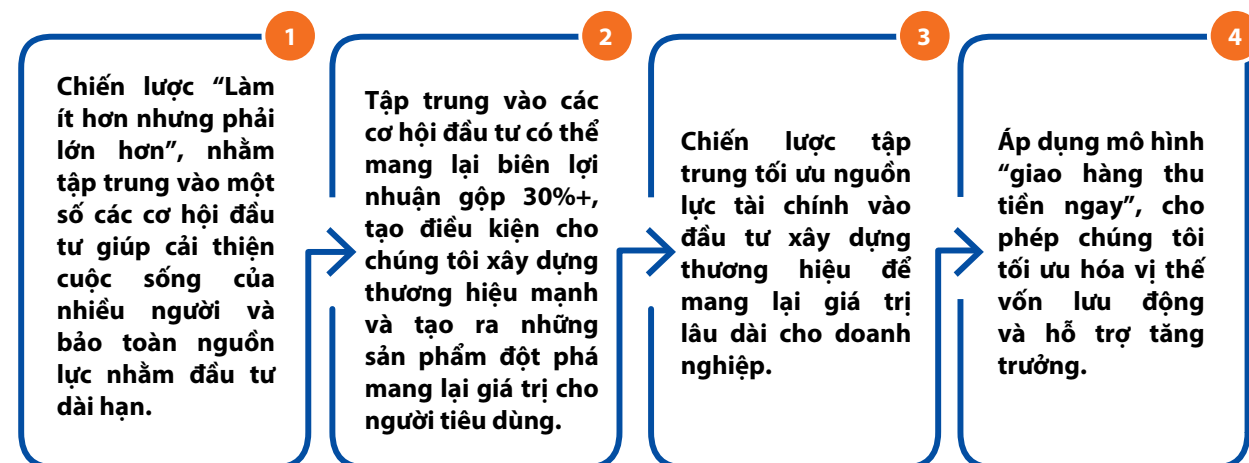 1
Chiến lược “Làm
ít hơn nhưng phải
lớn hơn”, nhằm
tập trung vào một
số các cơ hội đầu
tư giúp cải thiện
cuộc sống của
nhiều người và
bảo toàn nguồn
lực nhằm đầu tư
dài hạn.
2
Tập trung vào các
cơ hội đầu tư có thể
mang lại biên lợi
nhuận gộp 30%+,
tạo điều kiện cho
chúng tôi xây dựng
thương hiệu mạnh
và tạo ra những
sản phẩm đột phá
mang lại giá trị cho
người tiêu dùng.
3
Chiến lược tập
trung tối ưu nguồn
lực tài chính vào
đầu tư xây dựng
thương hiệu để
mang lại giá trị
lâu dài cho doanh
nghiệp.
4
Áp dụng mô hình
“giao hàng thu
tiền ngay”, cho
phép chúng tôi
tối ưu hóa vị thế
vốn lưu động
và hỗ trợ tăng
trưởng.